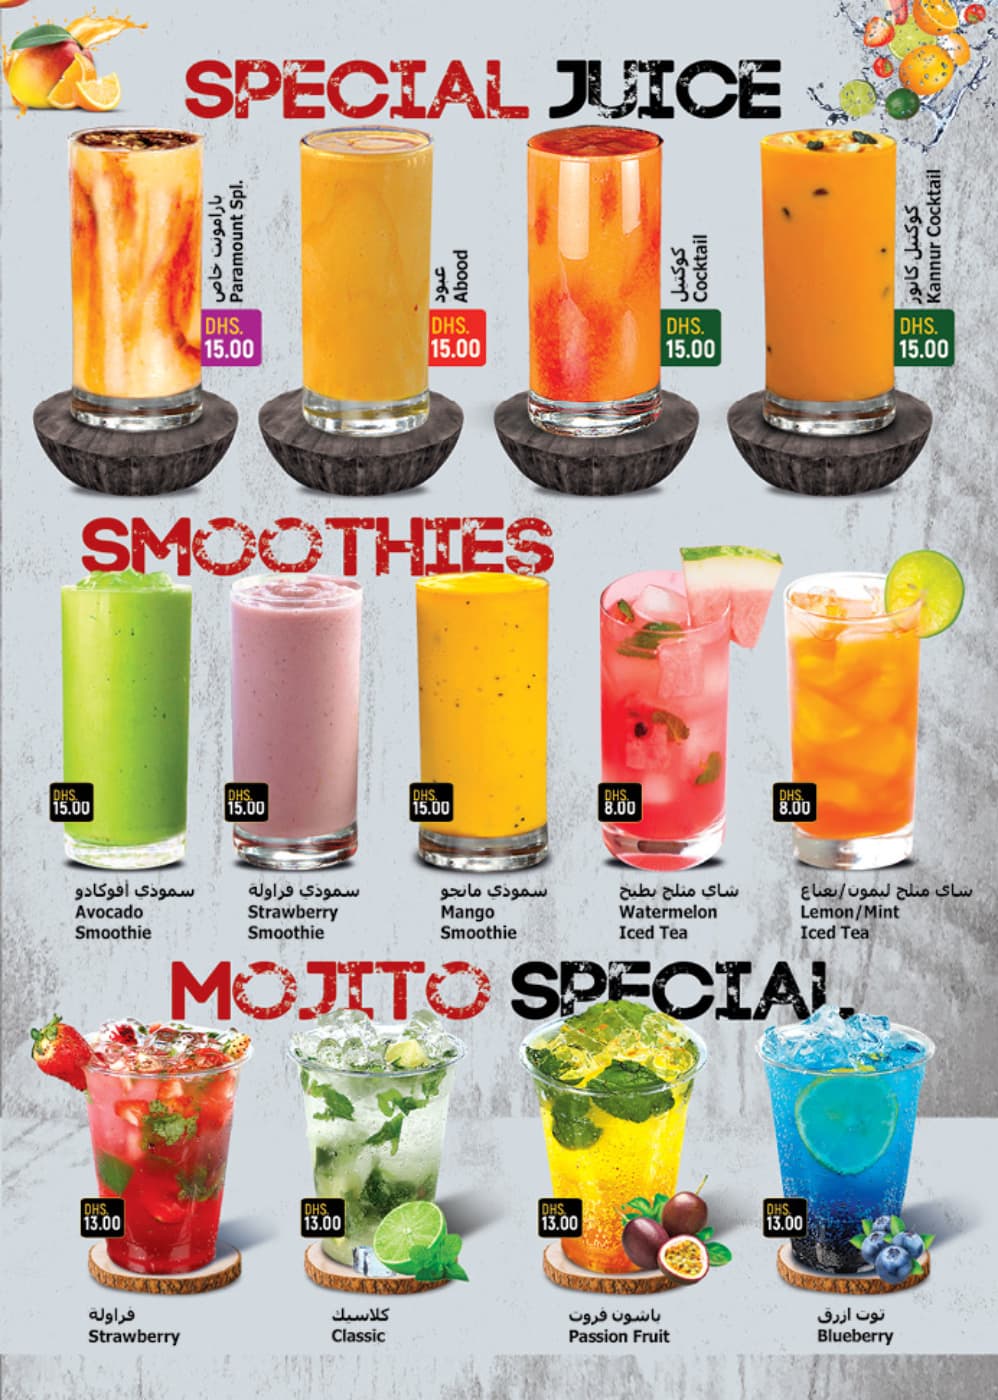 SPECIAL JUICE
بارامونت خاص
Paramount Spl.
DHS.
15.00
عبود
Abood
DHS.
15.00
كوكتيل
Cocktail
DHS.
15.00
كوكتيل كانور
Kannur Cocktail
DHS.
15.00
SMOOTHIES
DHS.
15.00
DHS.
15.00
DHS.
15.00
DHS.
8.00
DHS.
8.00
سموذي أفوكادو
Avocado
Smoothie
سموذي فراولة
Strawberry
Smoothie
سموذي مانجو
Mango
Smoothie
شاي مثلج بطيخ
Watermelon
Iced Tea
شاي مثلج ليمون/نعناع
Lemon/Mint
Iced Tea
MOJITO SPECIAL
DHS.
13.00
DHS.
13.00
DHS.
13.00
DHS.
13.00
فراولة
Strawberry
كلاسيك
Classic
باشون فروت
Passion Fruit
توت ازرق
Blueberry